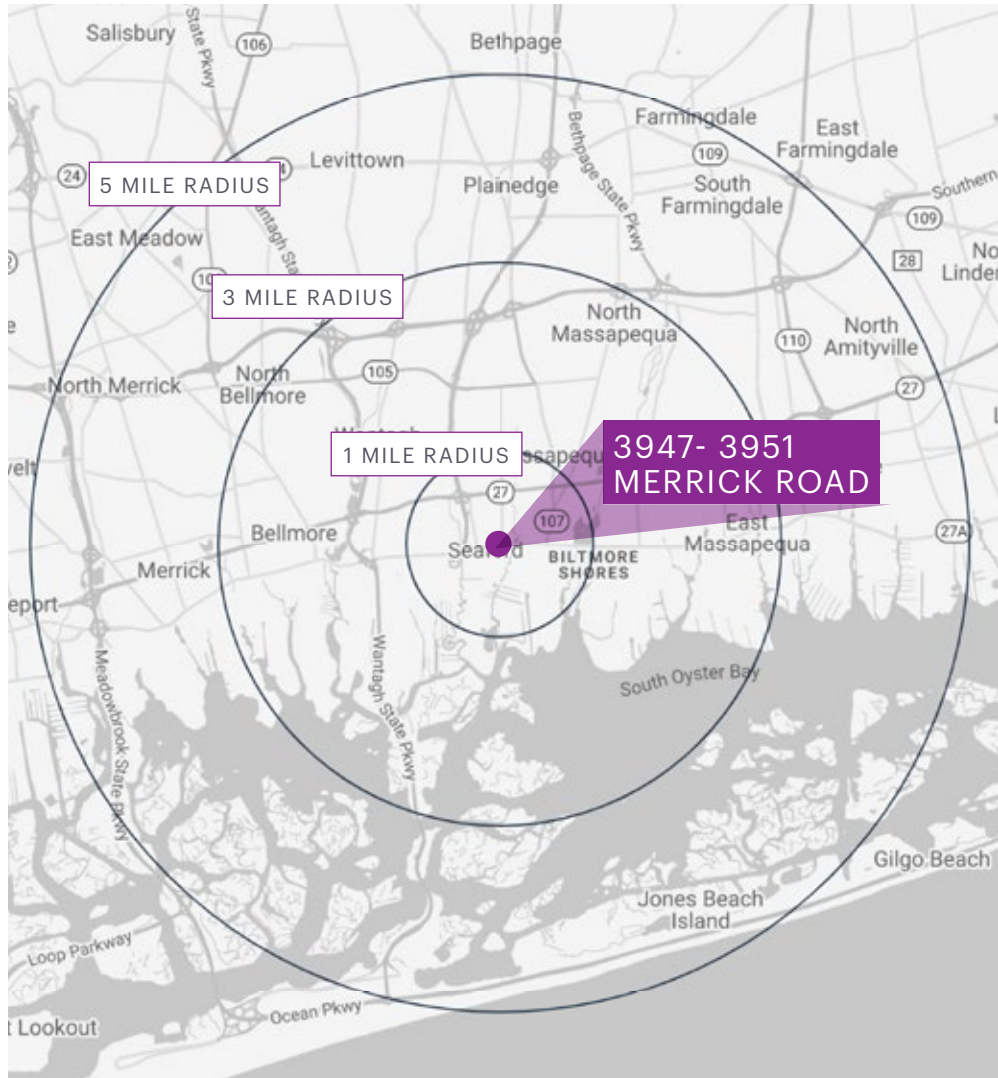 Salisbury
State Pkwy
106
Bethpage
Farmingdale
East
Farmingdale
109
24
5 MILE RADIUS
Levittown
Plainedge
Bethpage State Pkwy
South
Farmingdale
Southern
109
East Meadow
28
3 MILE RADIUS
North
Massapequa
North
Amityville
110
North Merrick
North
Bellmore
105
27
1 MILE RADIUS
3947- 3951
MERRICK ROAD
27
107
Bellmore
East
Massapequa
27A
BILTMORE
SHORES
Merrick
Wantagh State Pkwy
South Oyster Bay
Meadowbrook State Pkwy
Gilgo Beach
Jones Beach
Island
Loop Parkway
Ocean Pkwy
t Lookout